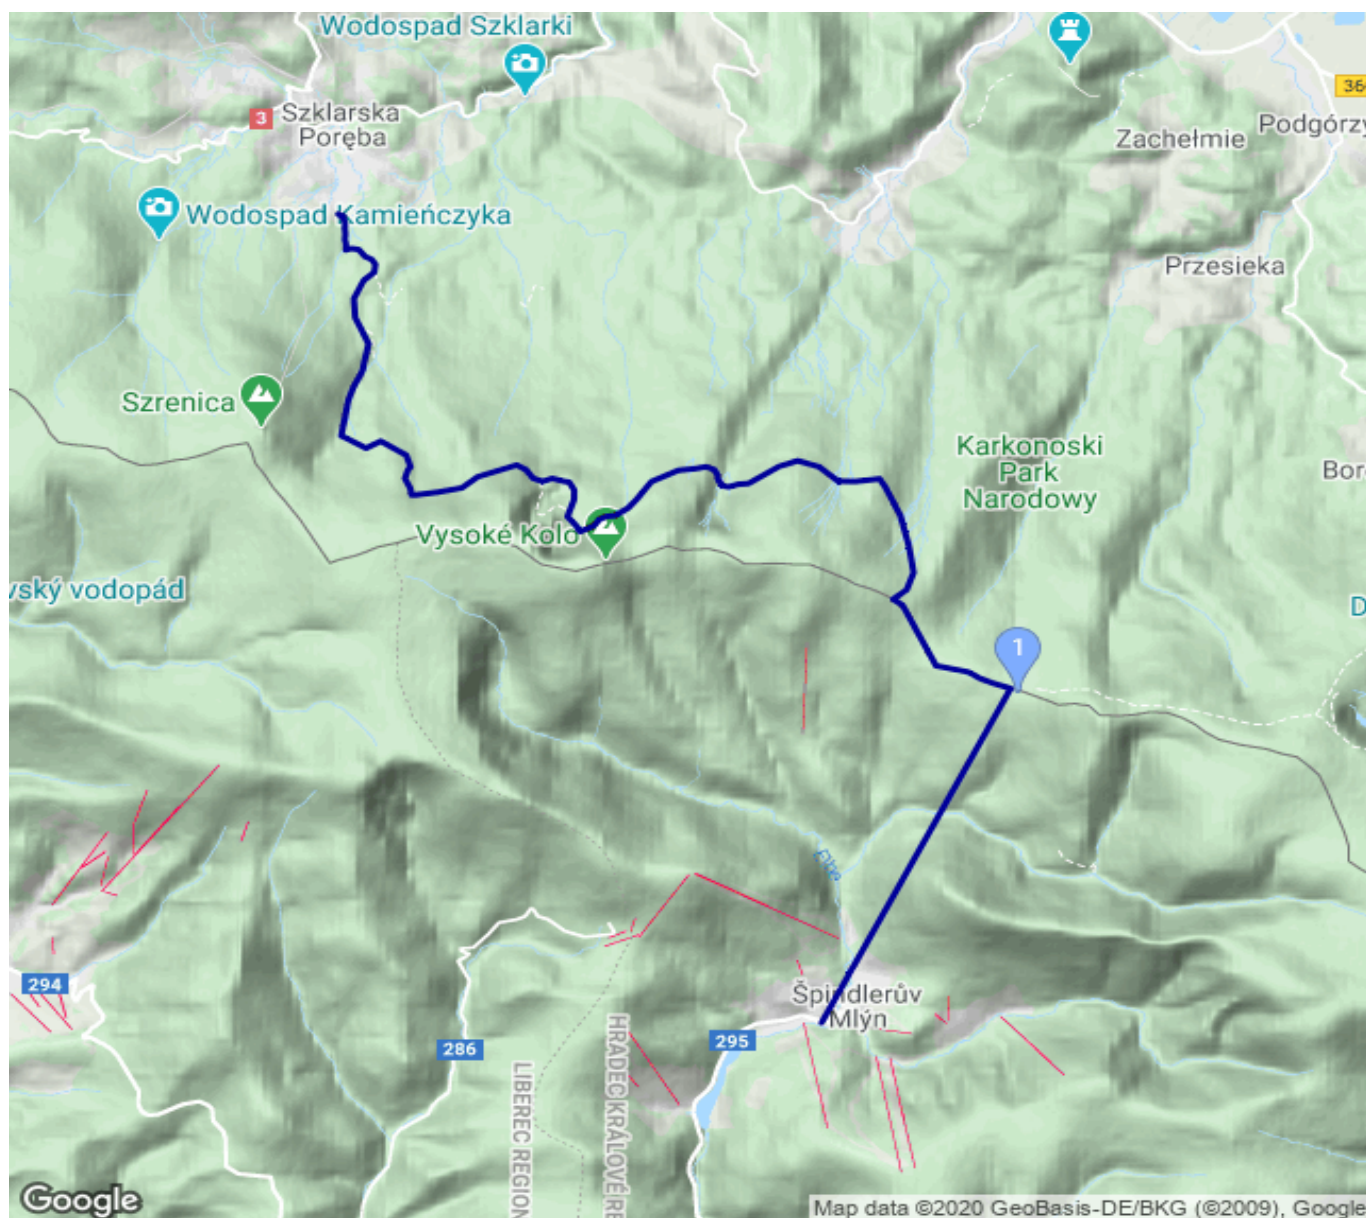 Wodospad Szklarki
3
Szklarska
Poręba
Zachełmie
Podgórzy
Wodospad Kamieńczyka
Przesieka
Szrenica
Karkonoski
Park
Narodowy
Vysoké Kolo
vský vodopád
D
1
Elbe
294
Špindlerův
Mlýn
286
295
LIBEREC REGION
HRADEC KRÁLOVÉ RE
Google
Map data ©2020 GeoBasis-DE/BKG (©2009), Google